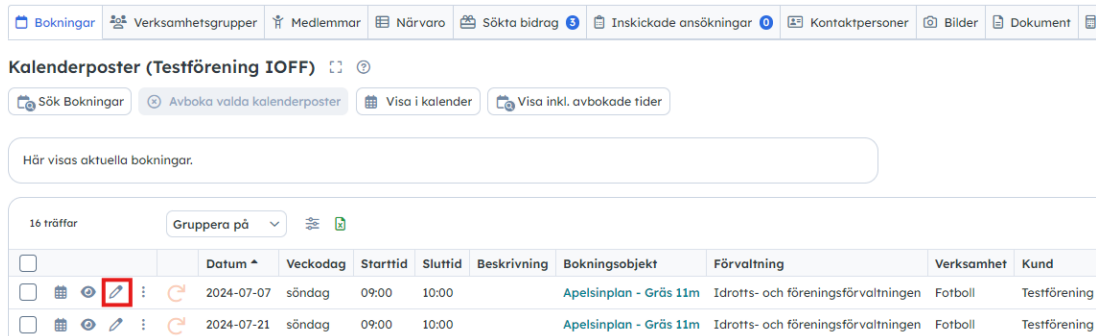 Bokningar Verksamhetsgrupper Medlemmar Närvaro Sökta bidrag 3 Inskickade ansökningar 0 Kontaktpersoner Bilder Dokument
Kalenderposter (Testförening IOFF)
Sök Bokningar Avboka valda kalenderposter Visa i kalender Visa inkl. avbokade tider
Här visas aktuella bokningar.
16 träffar Gruppera på
Datum Veckodag Starttid Sluttid Beskrivning Bokningsobjekt Förvaltning Verksamhet Kund
2024-07-07 söndag 09:00 10:00 Apelsinplan - Gräs 11m Idrotts- och föreningsförvaltningen Fotboll Testförening
2024-07-21 söndag 09:00 10:00 Apelsinplan - Gräs 11m Idrotts- och föreningsförvaltningen Fotboll Testförening